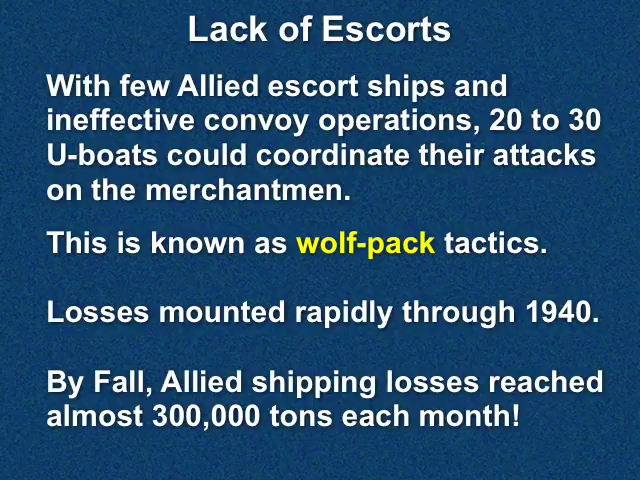 Lack of Escorts
With few Allied escort ships and
ineffective convoy operations, 20 to 30
U-boats could coordinate their attacks
on the merchantmen.
This is known as wolf-pack tactics.
Losses mounted rapidly through 1940.
By Fall, Allied shipping losses reached
almost 300,000 tons each month!